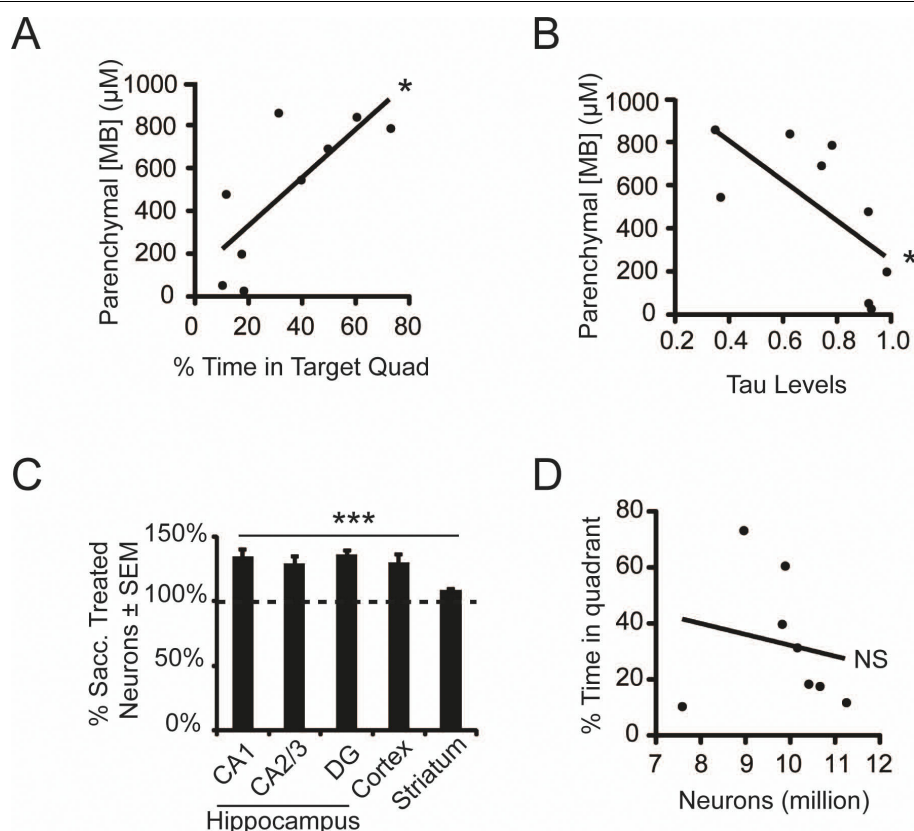 A
Parenchymal [MB] (µM)
1000
800
600
400
200
0
*
0 20 40 60 80
% Time in Target Quad
B
Parenchymal [MB] (µM)
1000
800
600
400
200
0
*
0.2 0.4 0.6 0.8 1.0
Tau Levels
C
% Sacc. Treated
Neurons ± SEM
150%
100%
50%
0%
***
CA1 CA2/3 DG Cortex Striatum
Hippocampus
D
% Time in quadrant
80
60
40
20
0
NS
7 8 9 10 11 12
Neurons (million)